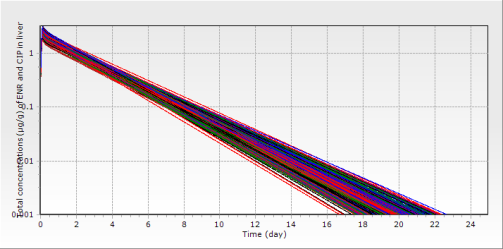 Total concentrations (µg/g) of ENR and CIP in liver
1
0.1
0.01
0.001
0 2 4 6 8 10 12 14 16 18 20 22 24
Time (day)